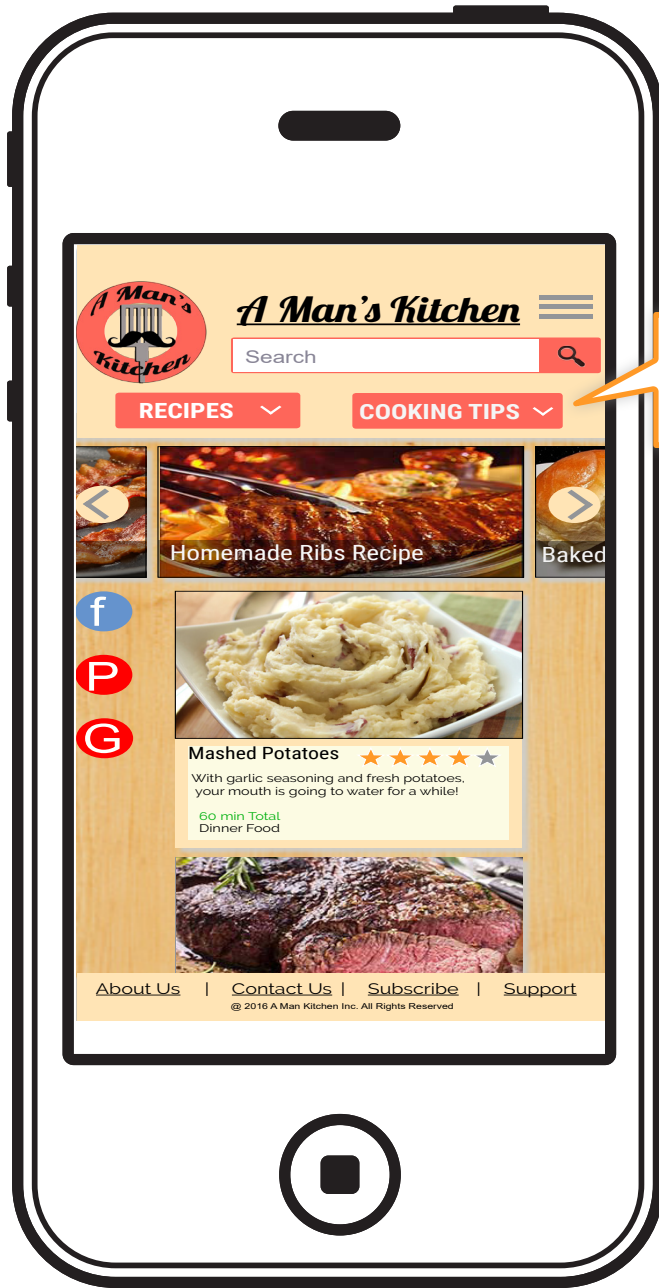 A Man's
Kitchen
A Man's Kitchen
Search
RECIPES
COOKING TIPS
Homemade Ribs Recipe
Baked
f
P
G
Mashed Potatoes
With garlic seasoning and fresh potatoes,
your mouth is going to water for a while!
60 min Total
Dinner Food
About Us | Contact Us | Subscribe | Support
@ 2016 A Man Kitchen Inc. All Rights Reserved